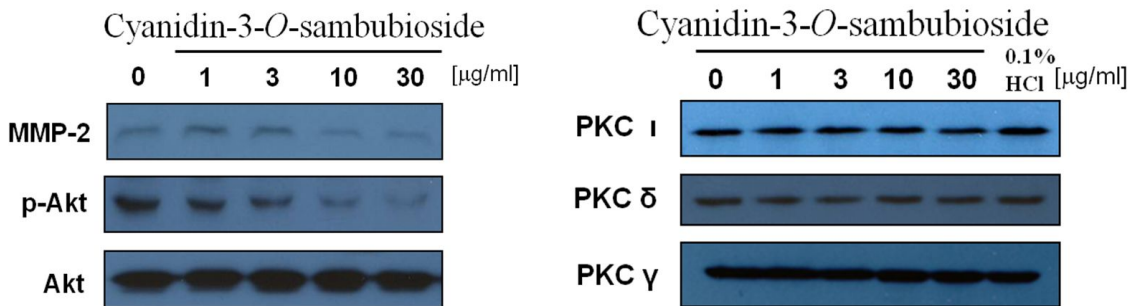 Cyanidin-3-O-sambubioside
0 1 3 10 30 [μg/ml]
MMP-2
p-Akt
Akt
Cyanidin-3-O-sambubioside
0.1%
0 1 3 10 30 HCl [μg/ml]
PKC ι
PKC δ
PKC γ